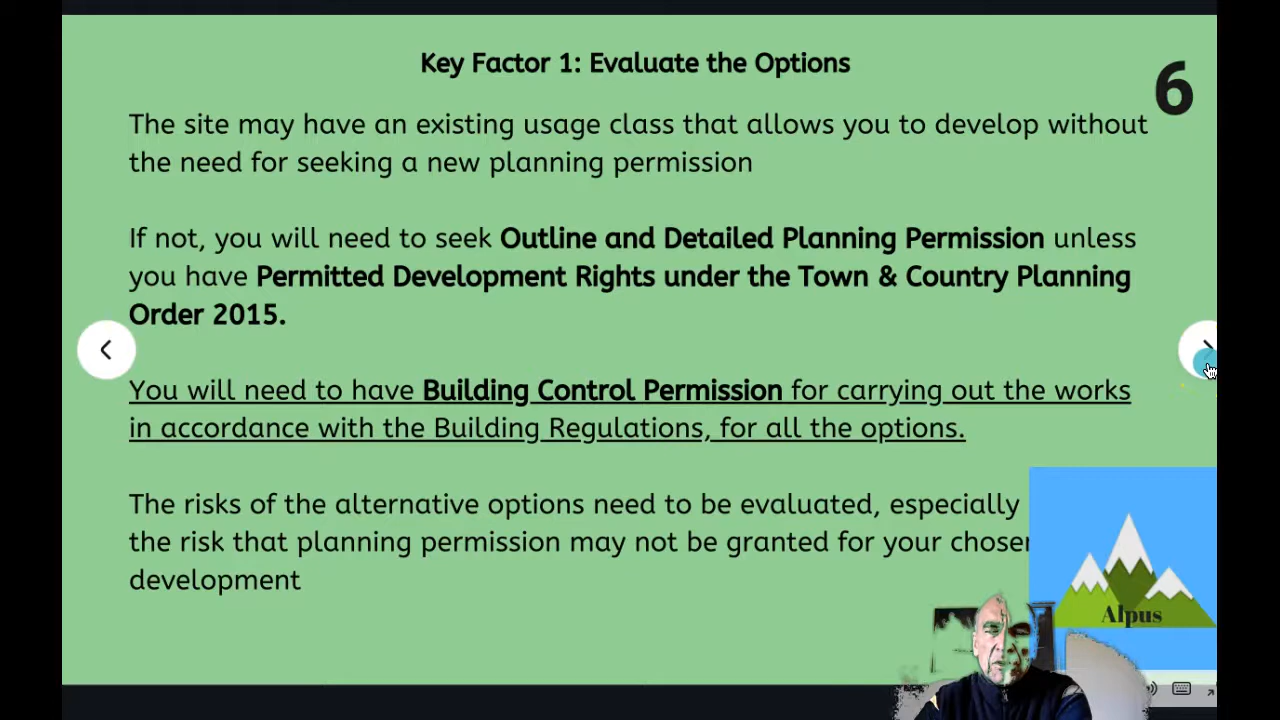 Key Factor 1: Evaluate the Options
6
The site may have an existing usage class that allows you to develop without
the need for seeking a new planning permission
If not, you will need to seek Outline and Detailed Planning Permission unless
you have Permitted Development Rights under the Town & Country Planning
Order 2015.
You will need to have Building Control Permission for carrying out the works
in accordance with the Building Regulations, for all the options.
The risks of the alternative options need to be evaluated, especially
the risk that planning permission may not be granted for your chosen
development
Alpus